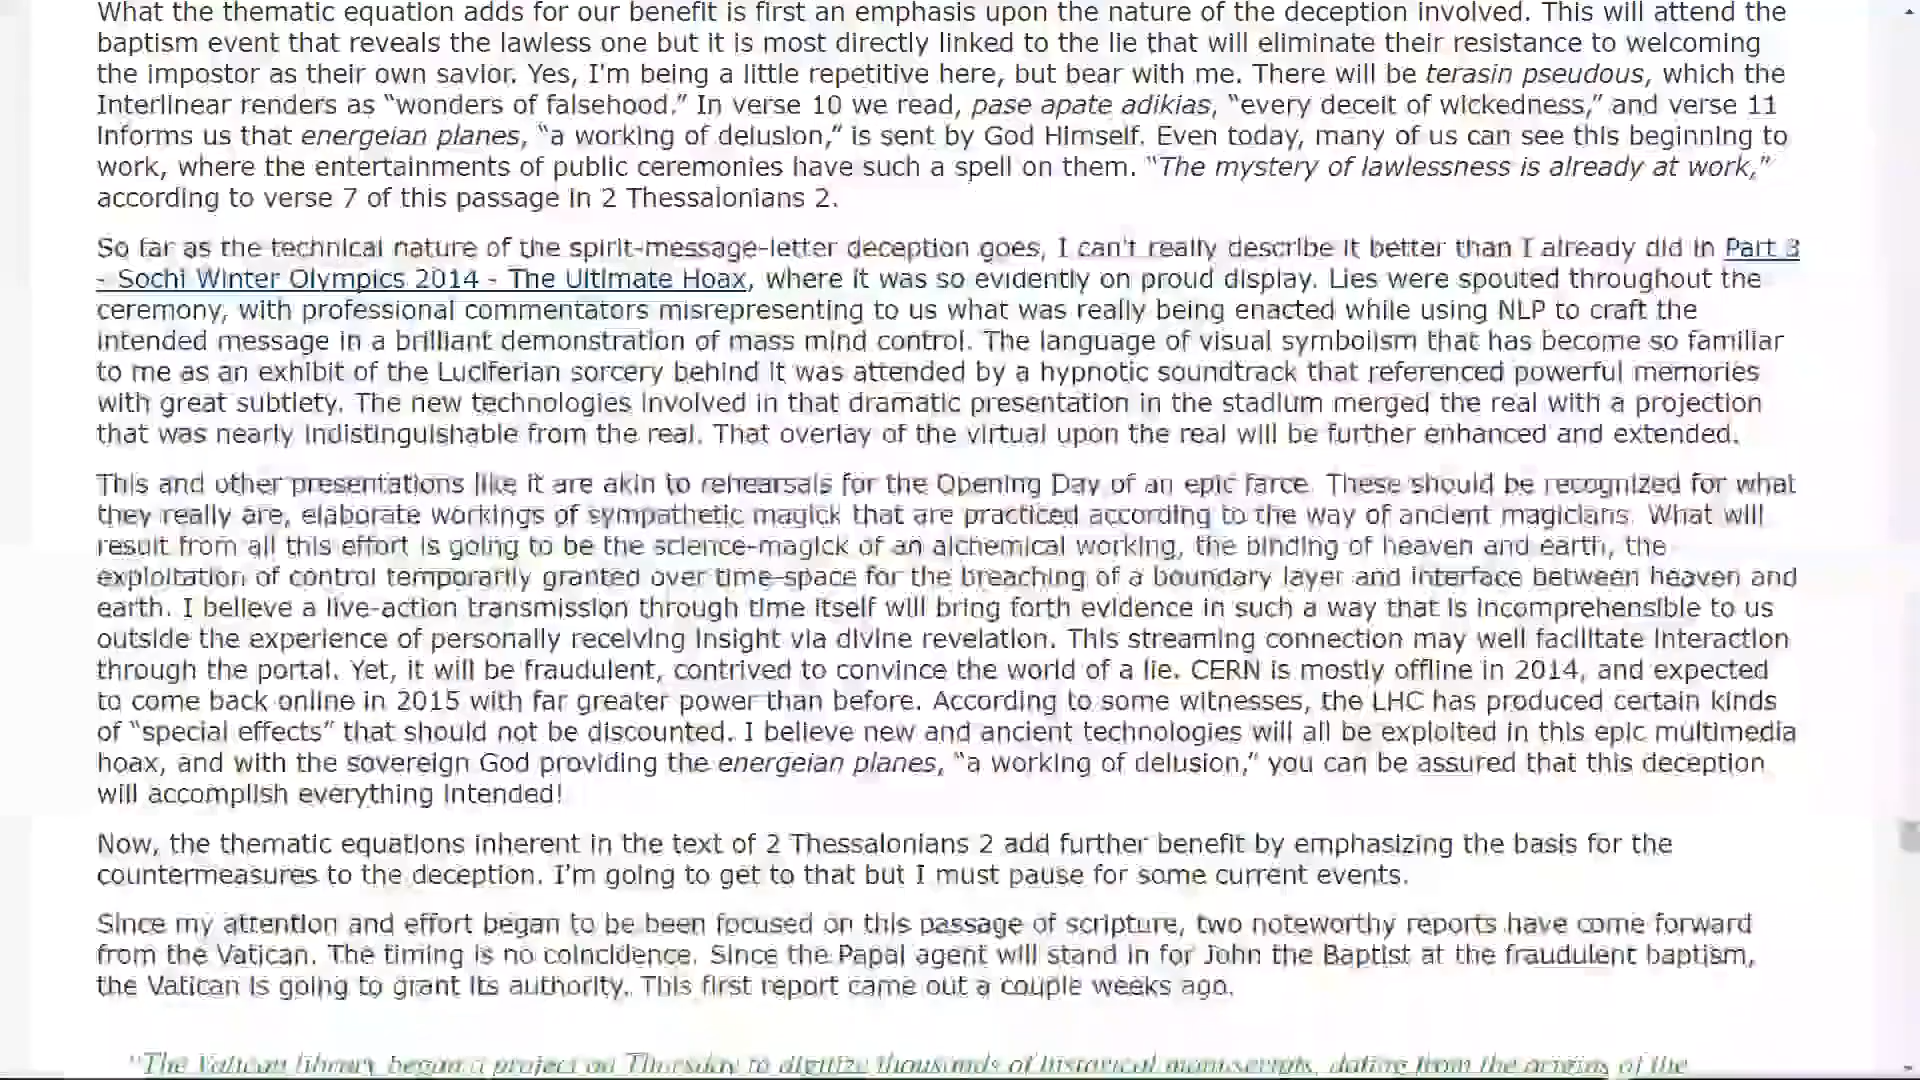 What the thematic equation adds for our benefit is first an emphasis upon the nature of the deception involved. This will attend the
baptism event that reveals the lawless one but it is most directly linked to the lie that will eliminate their resistance to welcoming
the impostor as their own savior. Yes, I'm being a little repetitive here, but bear with me. There will be terasin pseudous, which the
Interlinear renders as “wonders of falsehood.” In verse 10 we read, pase apate adikias, “every deceit of wickedness,” and verse 11
informs us that energeian planes, “a working of delusion,” is sent by God Himself. Even today, many of us can see this beginning to
work, where the entertainments of public ceremonies have such a spell on them. “The mystery of lawlessness is already at work,”
according to verse 7 of this passage in 2 Thessalonians 2.
So far as the technical nature of the spirit-message-letter deception goes, I can't really describe it better than I already did in Part 3
- Sochi Winter Olympics 2014 - The Ultimate Hoax, where it was so evidently on proud display. Lies were spouted throughout the
ceremony, with professional commentators misrepresenting to us what was really being enacted while using NLP to craft the
intended message in a brilliant demonstration of mass mind control. The language of visual symbolism that has become so familiar
to me as an exhibit of the Luciferian sorcery behind it was attended by a hypnotic soundtrack that referenced powerful memories
with great subtlety. The new technologies involved in that dramatic presentation in the stadium merged the real with a projection
that was nearly indistinguishable from the real. That overlay of the virtual upon the real will be further enhanced and extended.
This and other presentations like it are akin to rehearsals for the Opening Day of an epic farce. These should be recognized for what
they really are, elaborate workings of sympathetic magick that are practiced according to the way of ancient magicians. What will
result from all this effort is going to be the science-magick of an alchemical working, the binding of heaven and earth, the
exploitation of control temporarily granted over time-space for the breaching of a boundary layer and interface between heaven and
earth. I believe a live-action transmission through time itself will bring forth evidence in such a way that is incomprehensible to us
outside the experience of personally receiving insight via divine revelation. This streaming connection may well facilitate interaction
through the portal. Yet, it will be fraudulent, contrived to convince the world of a lie. CERN is mostly offline in 2014, and expected
to come back online in 2015 with far greater power than before. According to some witnesses, the LHC has produced certain kinds
of “special effects” that should not be discounted. I believe new and ancient technologies will all be exploited in this epic multimedia
hoax, and with the sovereign God providing the energeian planes, “a working of delusion,” you can be assured that this deception
will accomplish everything intended!
Now, the thematic equations inherent in the text of 2 Thessalonians 2 add further benefit by emphasizing the basis for the
countermeasures to the deception. I'm going to get to that but I must pause for some current events.
Since my attention and effort began to be been focused on this passage of scripture, two noteworthy reports have come forward
from the Vatican. The timing is no coincidence. Since the Papal agent will stand in for John the Baptist at the fraudulent baptism,
the Vatican is going to grant its authority. This first report came out a couple weeks ago.
“The Vatican library began a project on Thursday to digitize thousands of historical manuscripts, dating from the origins of the